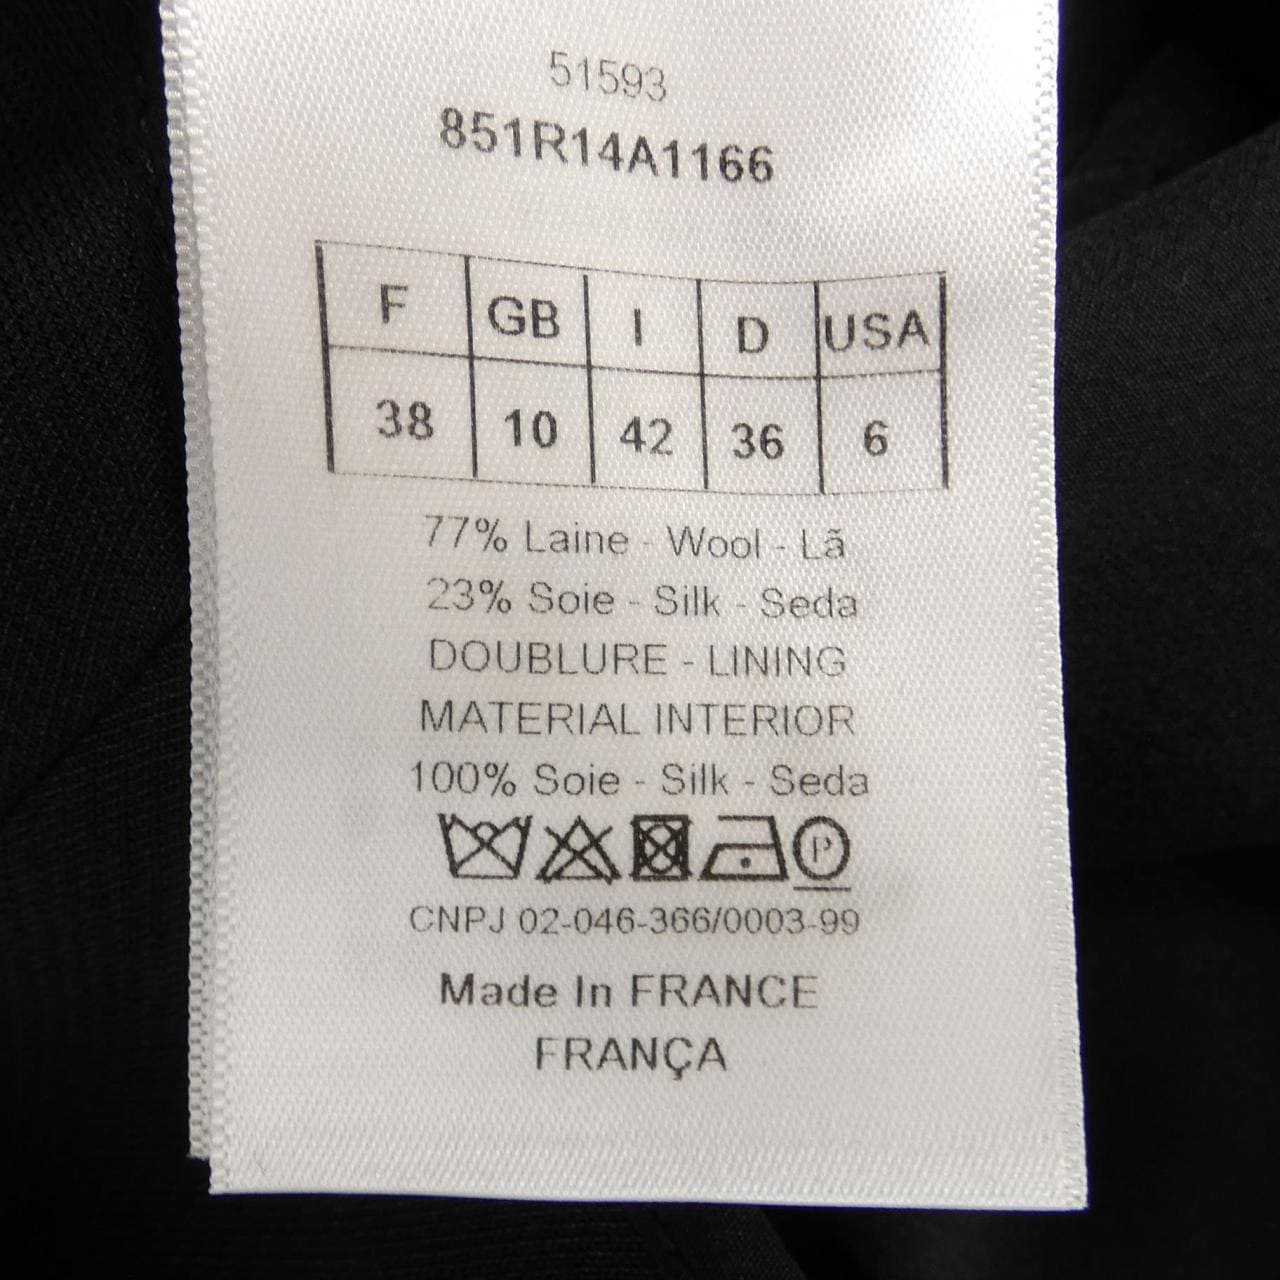 51593
851R14A1166
F GB I D USA
38 10 42 36 6
77% Laine - Wool - Lã
23% Soie - Silk - Seda
DOUBLURE - LINING
MATERIAL INTERIOR
100% Soie - Silk - Seda
P
CNPJ 02-046-366/0003-99
Made In FRANCE
FRANÇA